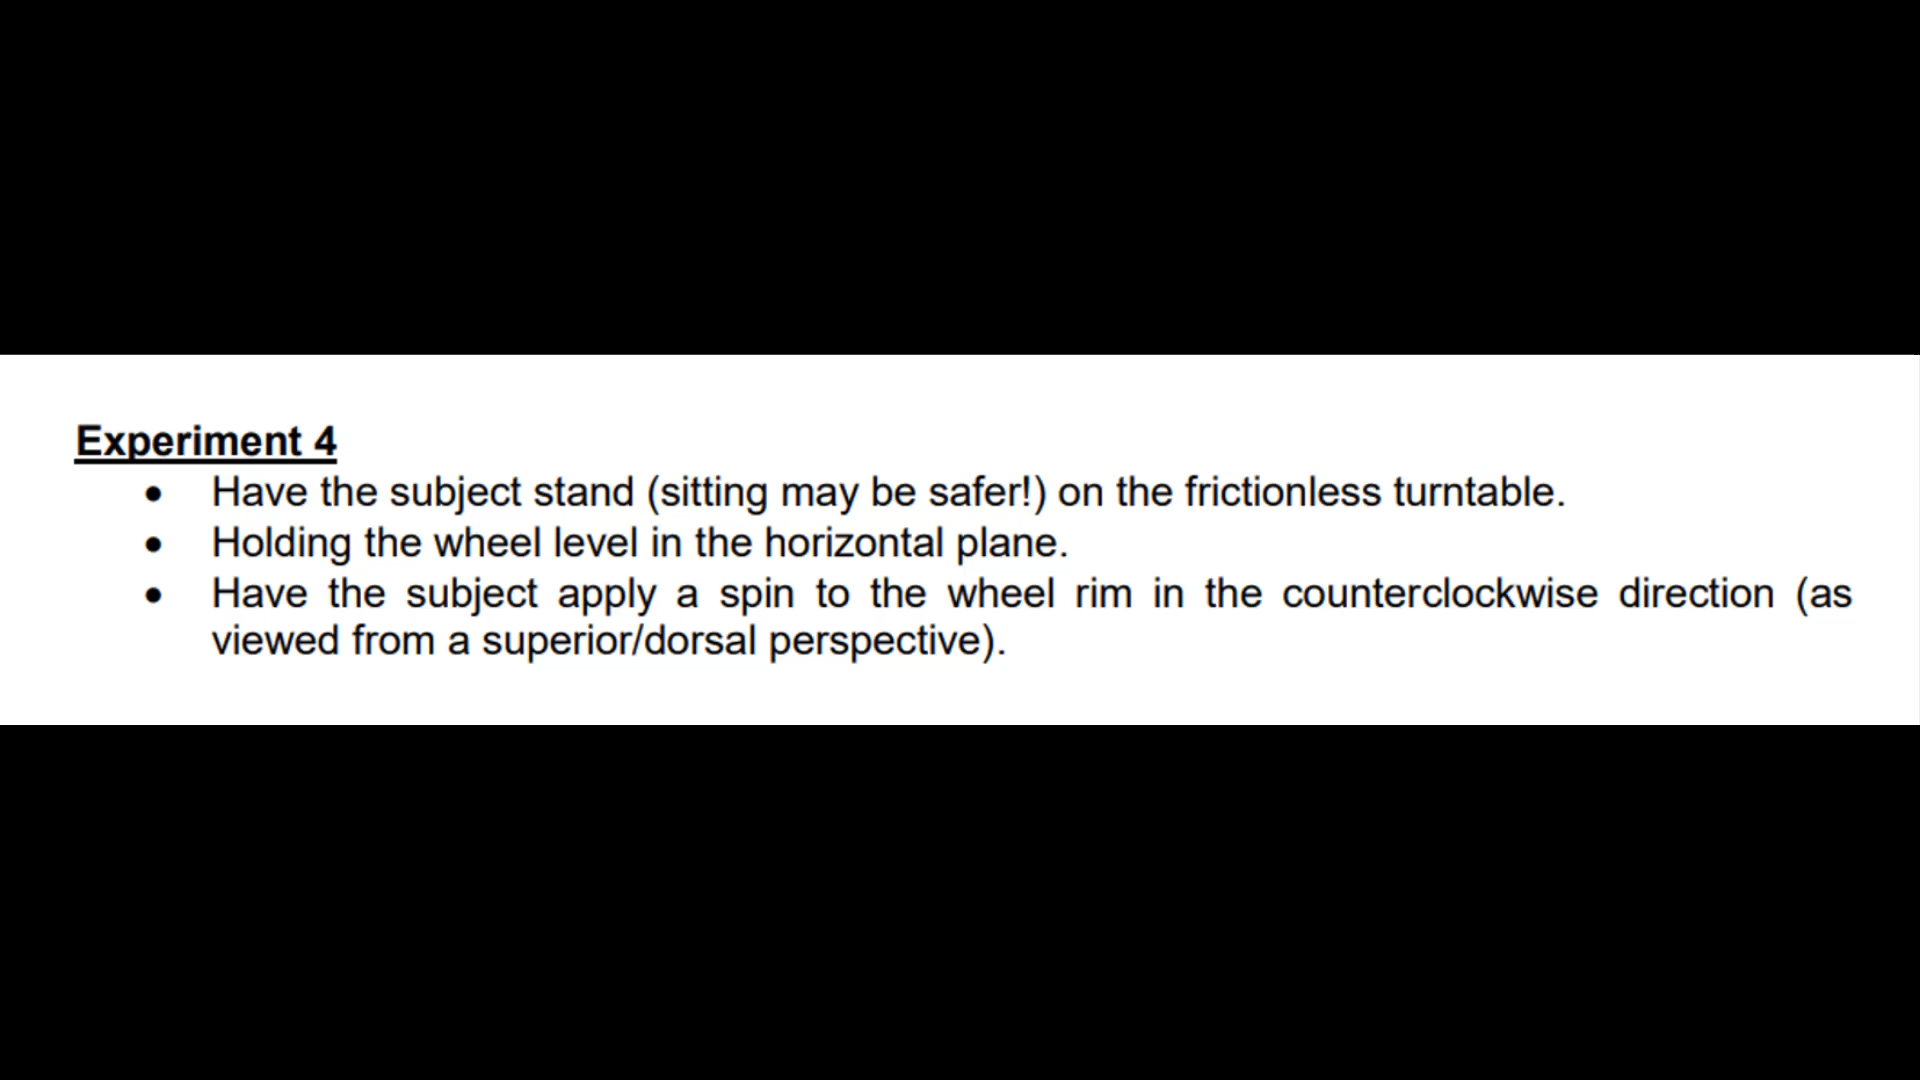 Experiment 4
• Have the subject stand (sitting may be safer!) on the frictionless turntable.
• Holding the wheel level in the horizontal plane.
• Have the subject apply a spin to the wheel rim in the counterclockwise direction (as
viewed from a superior/dorsal perspective).